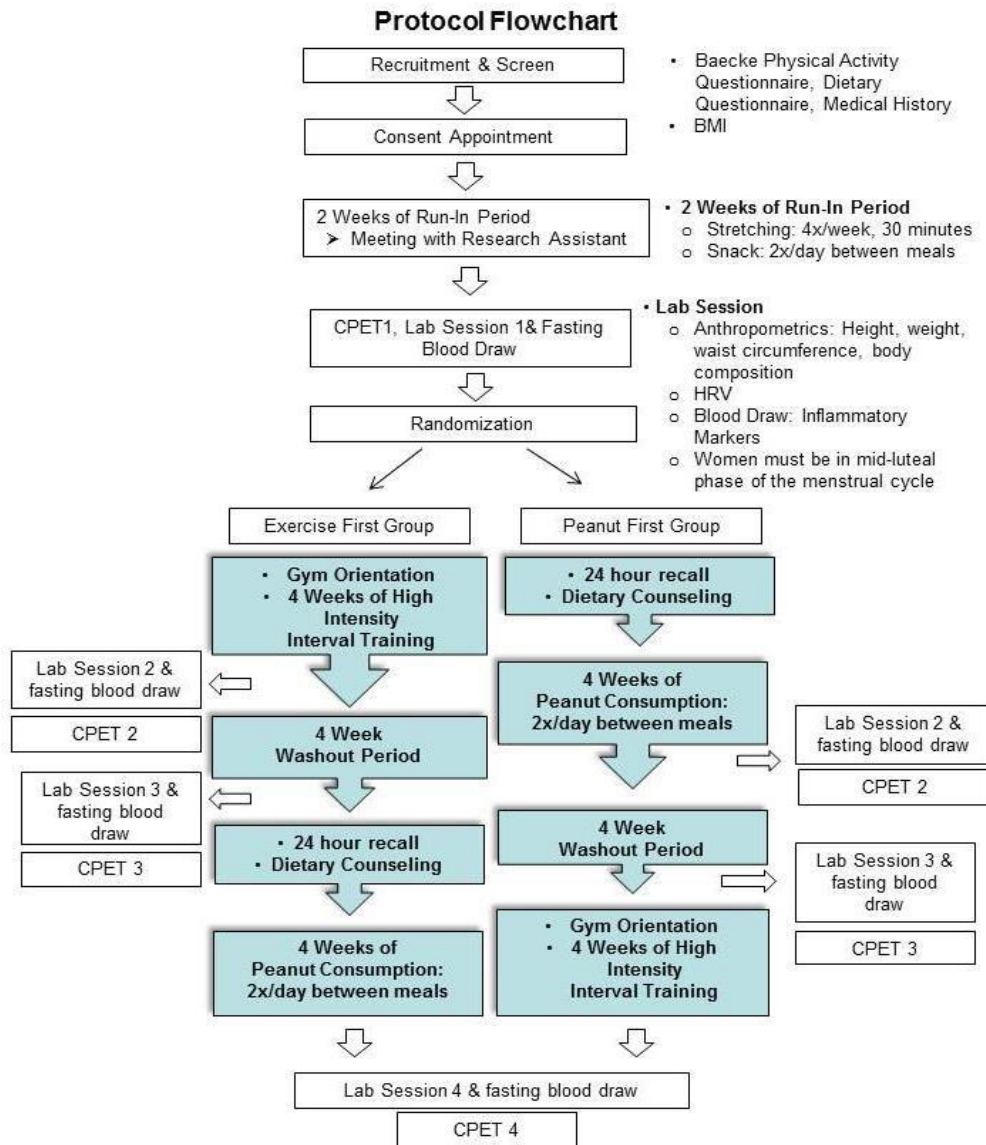 Protocol Flowchart
Recruitment & Screen
• Baecke Physical Activity
Questionnaire, Dietary
Questionnaire, Medical History
• BMI
Consent Appointment
2 Weeks of Run-In Period
➢ Meeting with Research Assistant
• 2 Weeks of Run-In Period
o Stretching: 4x/week, 30 minutes
o Snack: 2x/day between meals
CPET1, Lab Session 1& Fasting
Blood Draw
• Lab Session
o Anthropometrics: Height, weight,
waist circumference, body
composition
o HRV
o Blood Draw: Inflammatory
Markers
o Women must be in mid-luteal
phase of the menstrual cycle
Randomization
Exercise First Group
• Gym Orientation
• 4 Weeks of High
Intensity
Interval Training
Lab Session 2 &
fasting blood draw
CPET 2
4 Week
Washout Period
Lab Session 3 &
fasting blood
draw
CPET 3
• 24 hour recall
• Dietary Counseling
4 Weeks of
Peanut Consumption:
2x/day between meals
Peanut First Group
• 24 hour recall
• Dietary Counseling
4 Weeks of
Peanut Consumption:
2x/day between meals
Lab Session 2 &
fasting blood draw
CPET 2
4 Week
Washout Period
Lab Session 3 &
fasting blood
draw
CPET 3
• Gym Orientation
• 4 Weeks of High
Intensity
Interval Training
Lab Session 4 & fasting blood draw
CPET 4